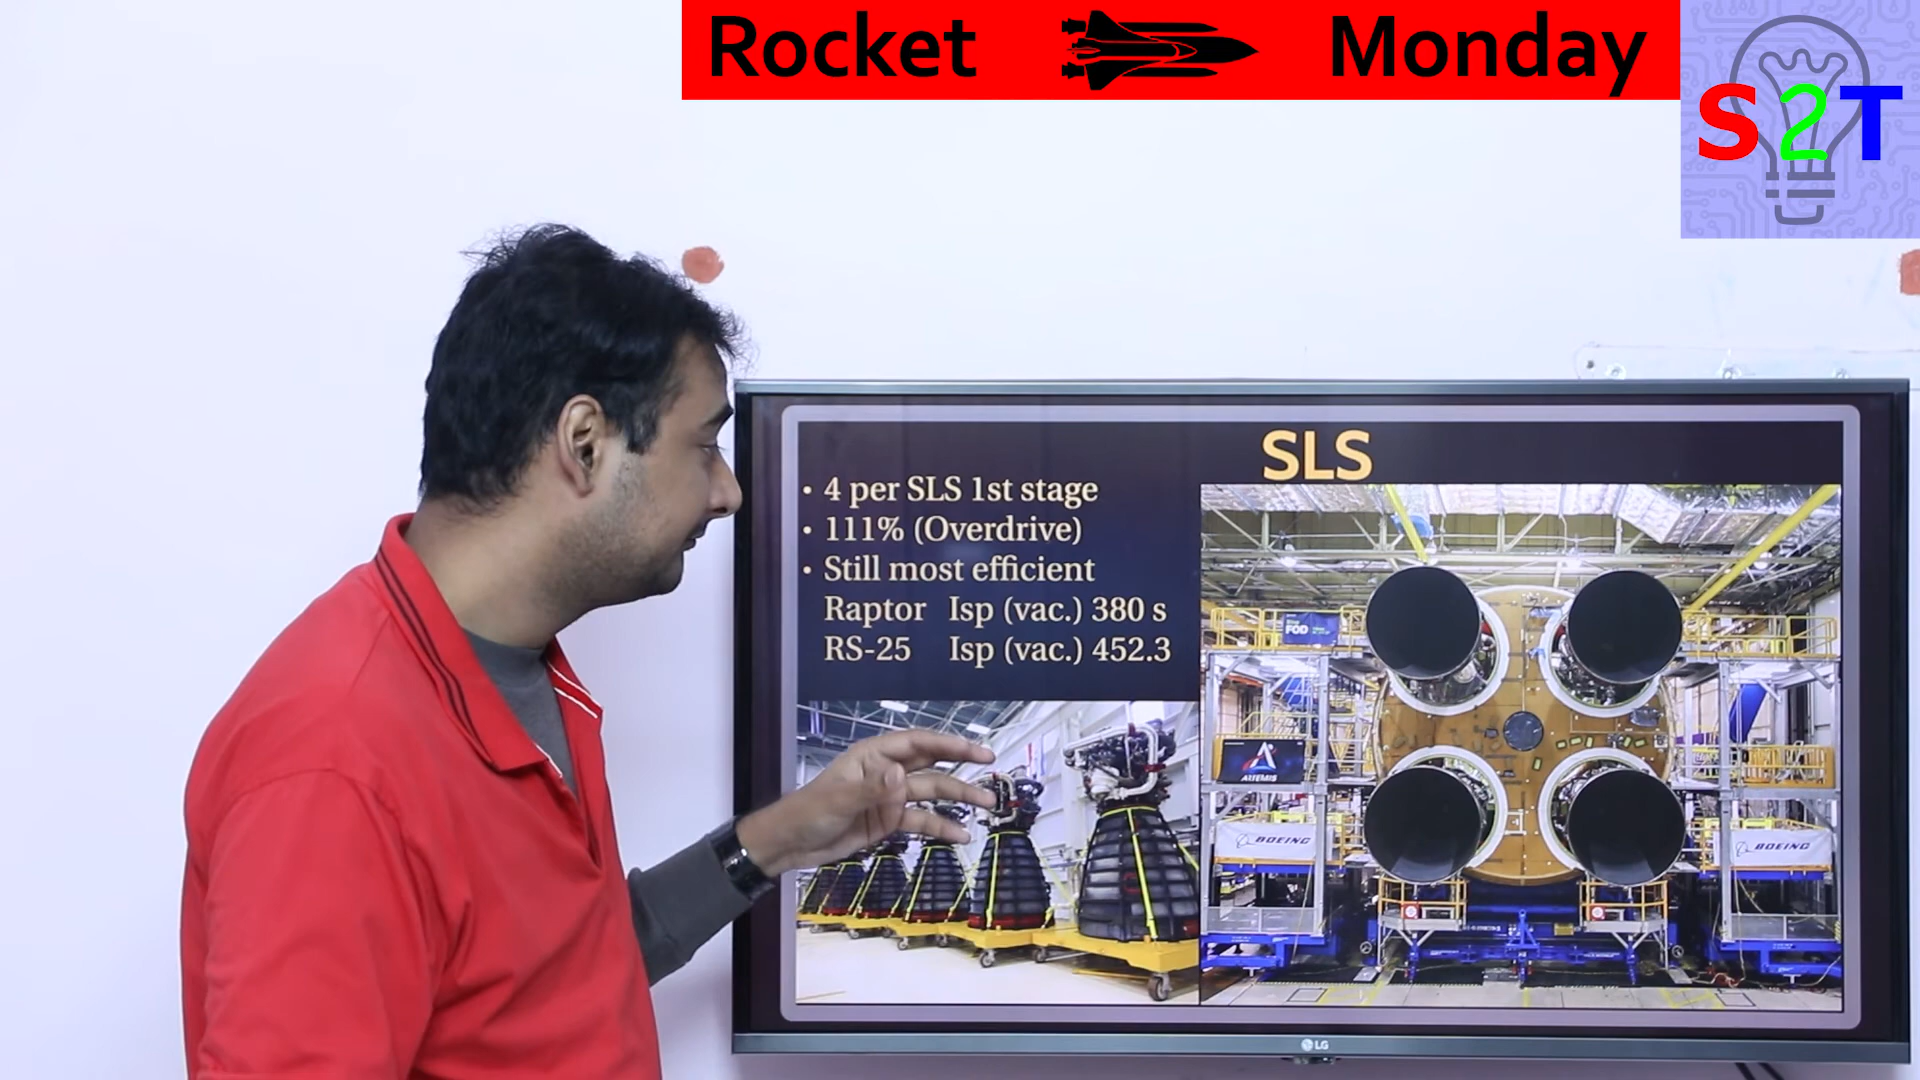 Rocket Monday
S2T
SLS
• 4 per SLS 1st stage
• 111% (Overdrive)
• Still most efficient
Raptor Isp (vac.) 380 s
RS-25 Isp (vac.) 452.3
FOD
ARTEMIS
BOEING
BOEING
LG